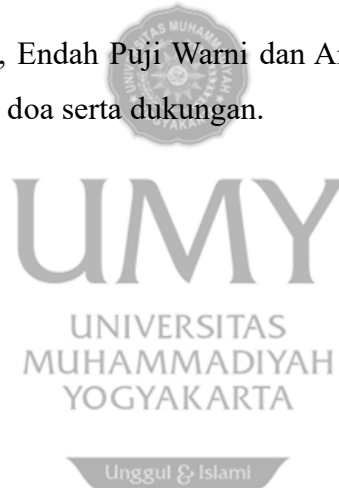 , Endah Puji Warni dan
doa serta dukungan.
UMY
UNIVERSITAS
MUHAMMADIYAH
YOGYAKARTA
Unggul & Islami